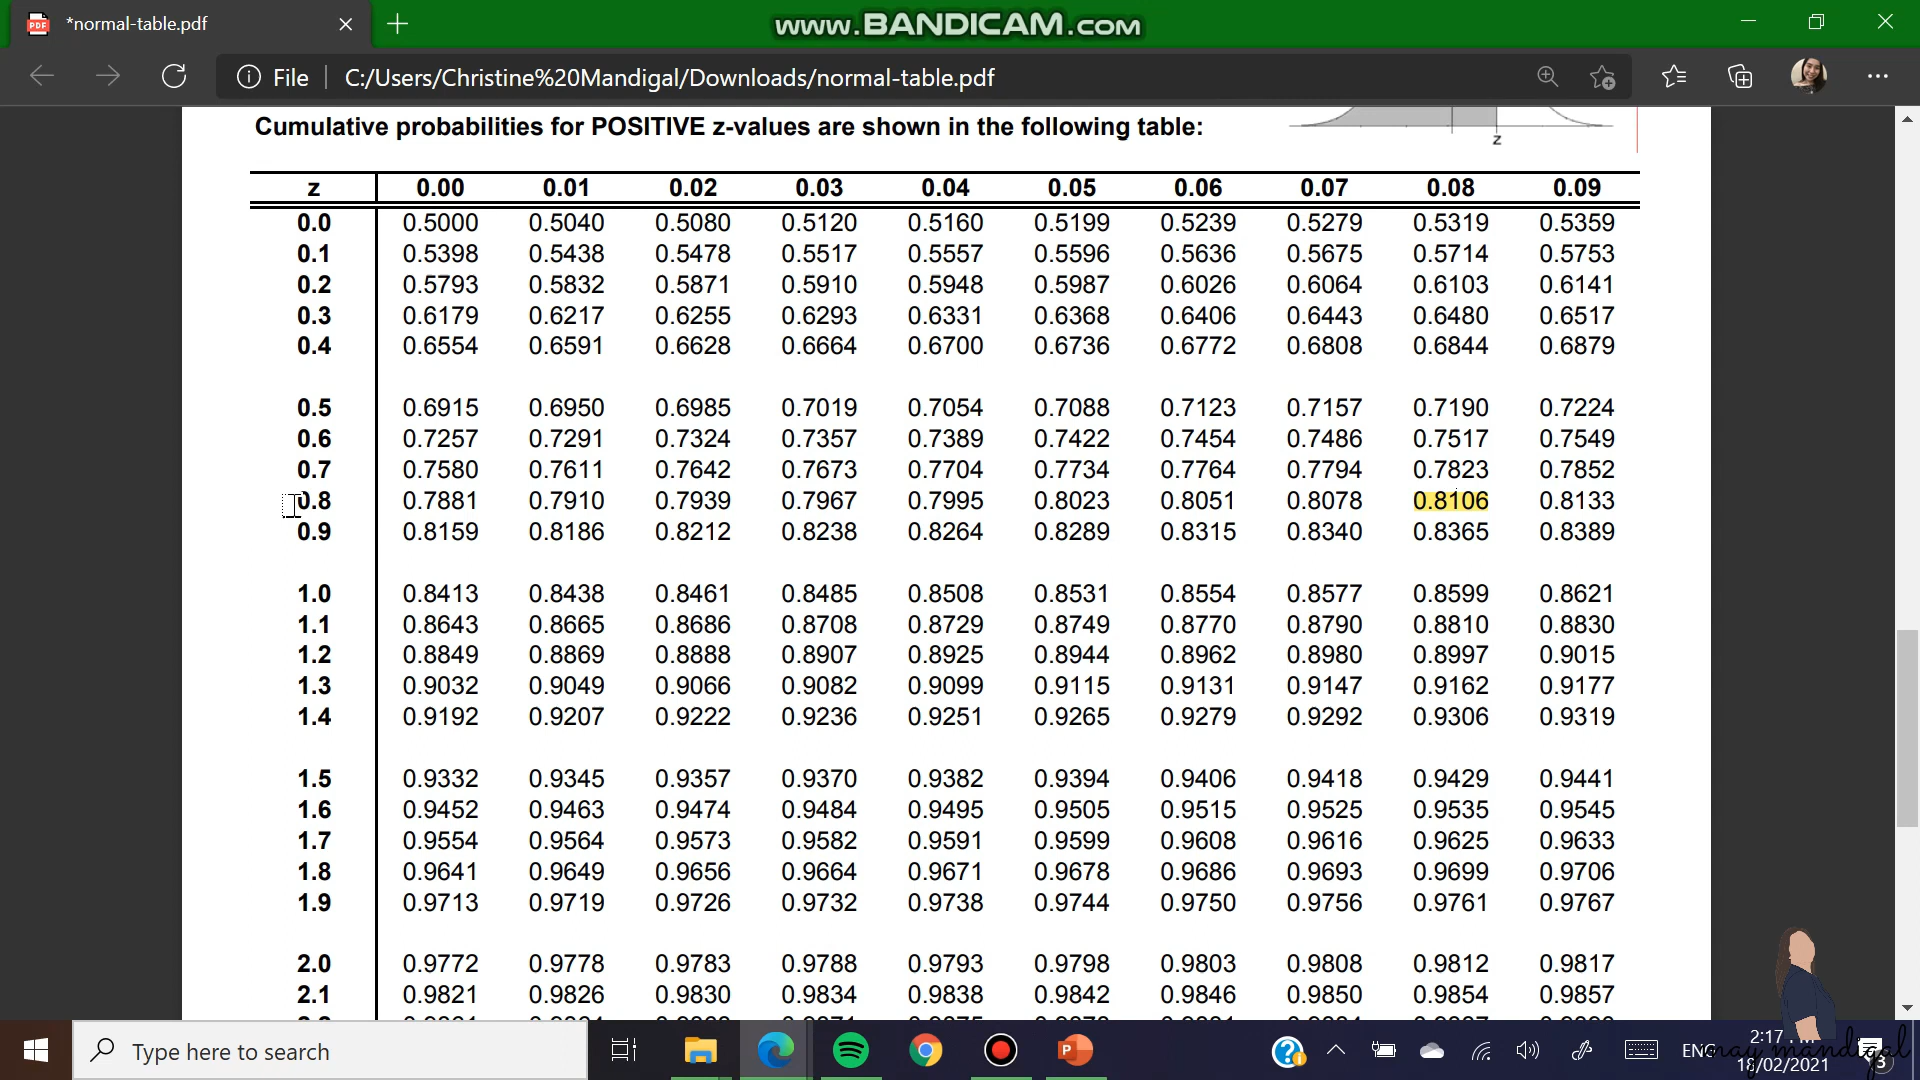 *normal-table.pdf
www.BANDICAM.com
File
C:/Users/Christine%20Mandigal/Downloads/normal-table.pdf
Cumulative probabilities for POSITIVE z-values are shown in the following table:
z
z 0.00 0.01 0.02 0.03 0.04 0.05 0.06 0.07 0.08 0.09
0.0 0.5000 0.5040 0.5080 0.5120 0.5160 0.5199 0.5239 0.5279 0.5319 0.5359
0.1 0.5398 0.5438 0.5478 0.5517 0.5557 0.5596 0.5636 0.5675 0.5714 0.5753
0.2 0.5793 0.5832 0.5871 0.5910 0.5948 0.5987 0.6026 0.6064 0.6103 0.6141
0.3 0.6179 0.6217 0.6255 0.6293 0.6331 0.6368 0.6406 0.6443 0.6480 0.6517
0.4 0.6554 0.6591 0.6628 0.6664 0.6700 0.6736 0.6772 0.6808 0.6844 0.6879
0.5 0.6915 0.6950 0.6985 0.7019 0.7054 0.7088 0.7123 0.7157 0.7190 0.7224
0.6 0.7257 0.7291 0.7324 0.7357 0.7389 0.7422 0.7454 0.7486 0.7517 0.7549
0.7 0.7580 0.7611 0.7642 0.7673 0.7704 0.7734 0.7764 0.7794 0.7823 0.7852
0.8 0.7881 0.7910 0.7939 0.7967 0.7995 0.8023 0.8051 0.8078 0.8106 0.8133
0.9 0.8159 0.8186 0.8212 0.8238 0.8264 0.8289 0.8315 0.8340 0.8365 0.8389
1.0 0.8413 0.8438 0.8461 0.8485 0.8508 0.8531 0.8554 0.8577 0.8599 0.8621
1.1 0.8643 0.8665 0.8686 0.8708 0.8729 0.8749 0.8770 0.8790 0.8810 0.8830
1.2 0.8849 0.8869 0.8888 0.8907 0.8925 0.8944 0.8962 0.8980 0.8997 0.9015
1.3 0.9032 0.9049 0.9066 0.9082 0.9099 0.9115 0.9131 0.9147 0.9162 0.9177
1.4 0.9192 0.9207 0.9222 0.9236 0.9251 0.9265 0.9279 0.9292 0.9306 0.9319
1.5 0.9332 0.9345 0.9357 0.9370 0.9382 0.9394 0.9406 0.9418 0.9429 0.9441
1.6 0.9452 0.9463 0.9474 0.9484 0.9495 0.9505 0.9515 0.9525 0.9535 0.9545
1.7 0.9554 0.9564 0.9573 0.9582 0.9591 0.9599 0.9608 0.9616 0.9625 0.9633
1.8 0.9641 0.9649 0.9656 0.9664 0.9671 0.9678 0.9686 0.9693 0.9699 0.9706
1.9 0.9713 0.9719 0.9726 0.9732 0.9738 0.9744 0.9750 0.9756 0.9761 0.9767
2.0 0.9772 0.9778 0.9783 0.9788 0.9793 0.9798 0.9803 0.9808 0.9812 0.9817
2.1 0.9821 0.9826 0.9830 0.9834 0.9838 0.9842 0.9846 0.9850 0.9854 0.9857
Type here to search
2:17
may mandigal
18/02/2021
3